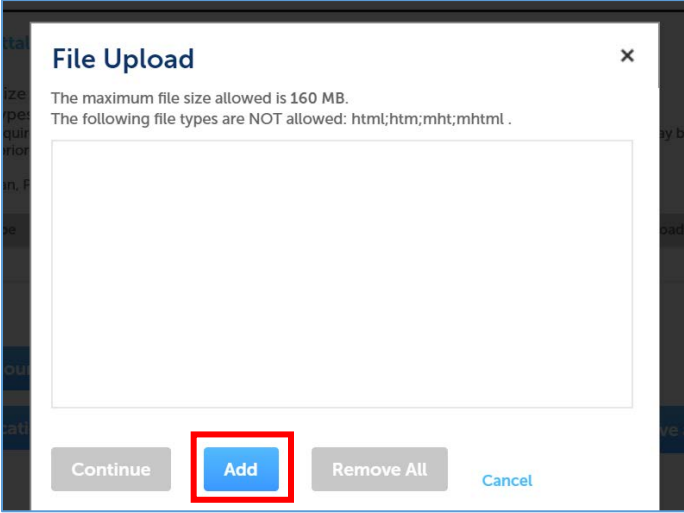 File Upload
×
The maximum file size allowed is 160 MB.
The following file types are NOT allowed: html;htm;mht;mhtml .
Continue
Add
Remove All
Cancel